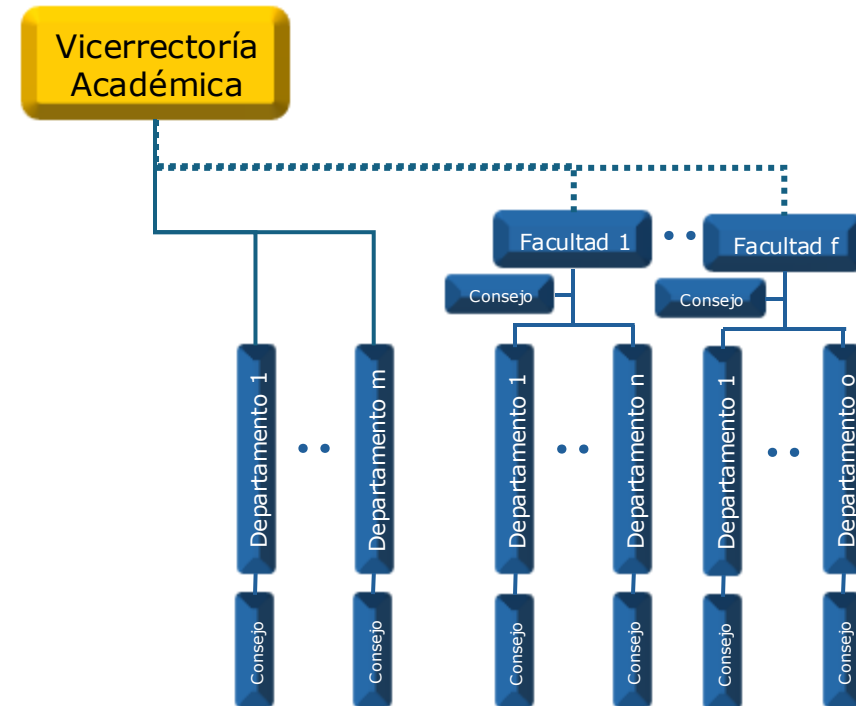 Vicerrectoría
Académica
Facultad 1
Facultad f
Consejo
Consejo
Departamento 1
Departamento m
Departamento 1
Departamento n
Departamento 1
Departamento o
Consejo
Consejo
Consejo
Consejo
Consejo
Consejo